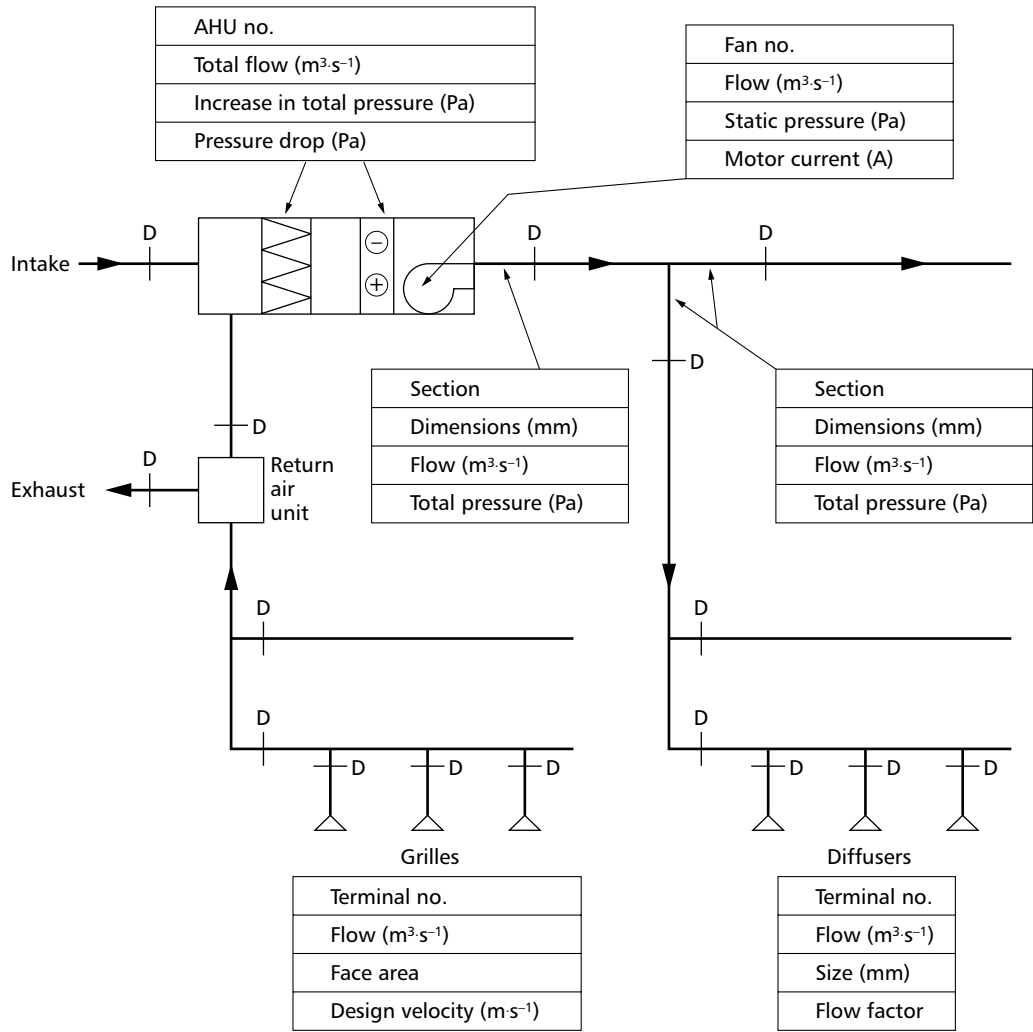 AHU no.
Total flow (m³·s⁻¹)
Increase in total pressure (Pa)
Pressure drop (Pa)
Fan no.
Flow (m³·s⁻¹)
Static pressure (Pa)
Motor current (A)
D
D
D
Intake
−
+
D
Section
Dimensions (mm)
Flow (m³·s⁻¹)
Total pressure (Pa)
Section
Dimensions (mm)
Flow (m³·s⁻¹)
Total pressure (Pa)
D
D
Exhaust
Return
air
unit
D
D
D
D
D
D
D
D
D
D
Grilles
Diffusers
Terminal no.
Flow (m³·s⁻¹)
Face area
Design velocity (m·s⁻¹)
Terminal no.
Flow (m³·s⁻¹)
Size (mm)
Flow factor